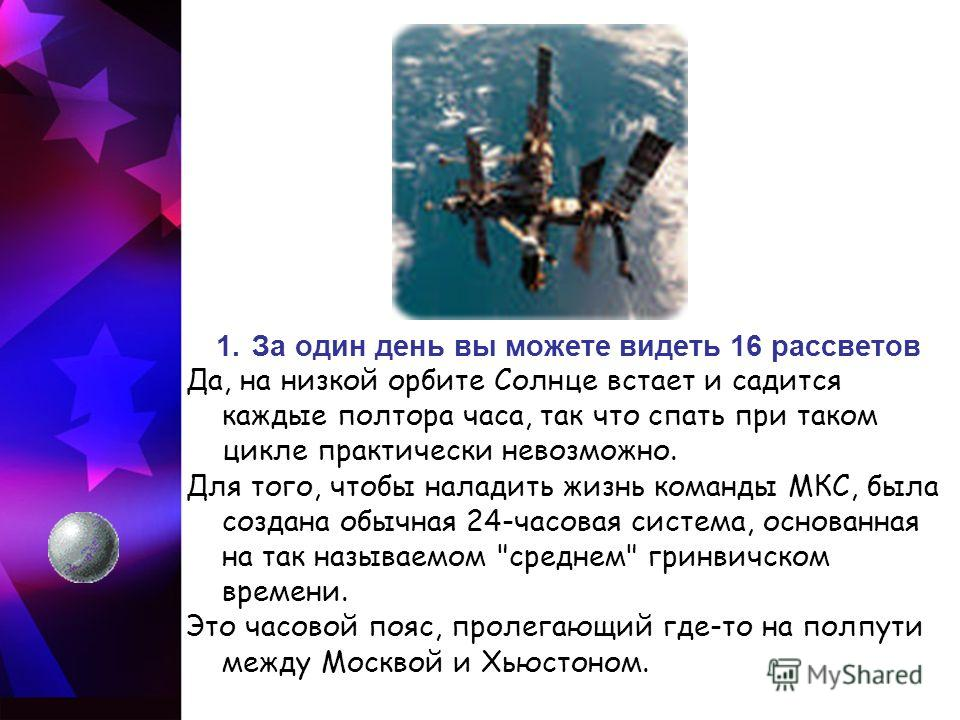 1. За один день вы можете видеть 16 рассветов
Да, на низкой орбите Солнце встает и садится
каждые полтора часа, так что спать при таком
цикле практически невозможно.
Для того, чтобы наладить жизнь команды МКС, была
создана обычная 24-часовая система, основанная
на так называемом "среднем" гринвичском
времени.
Это часовой пояс, пролегающий где-то на полпути
между Москвой и Хьюстоном.
MyShared